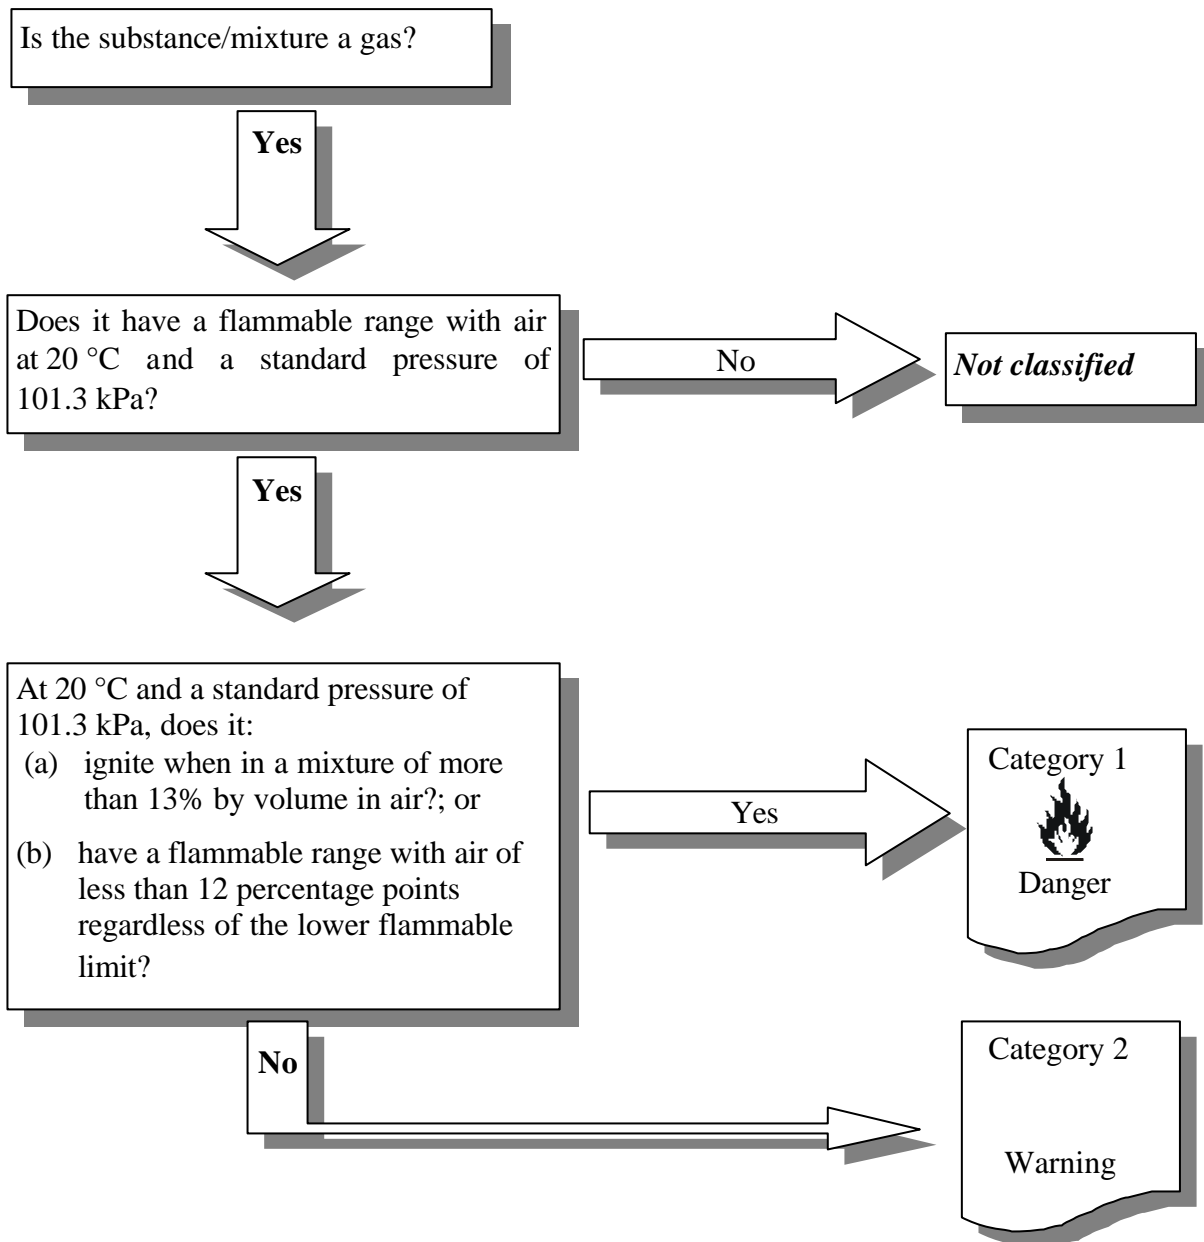 Is the substance/mixture a gas?
Yes
Does it have a flammable range with air
at 20 °C and a standard pressure of
101.3 kPa?
No
Not classified
Yes
At 20 °C and a standard pressure of
101.3 kPa, does it:
(a) ignite when in a mixture of more
than 13% by volume in air?; or
(b) have a flammable range with air of
less than 12 percentage points
regardless of the lower flammable
limit?
Yes
Category 1
Danger
No
Category 2
Warning